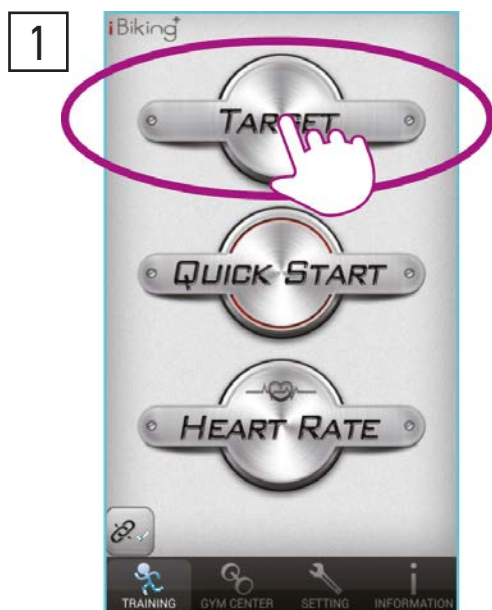 1
iBiking+
TARGET
QUICK START
HEART RATE
TRAINING GYM CENTER SETTING INFORMATION